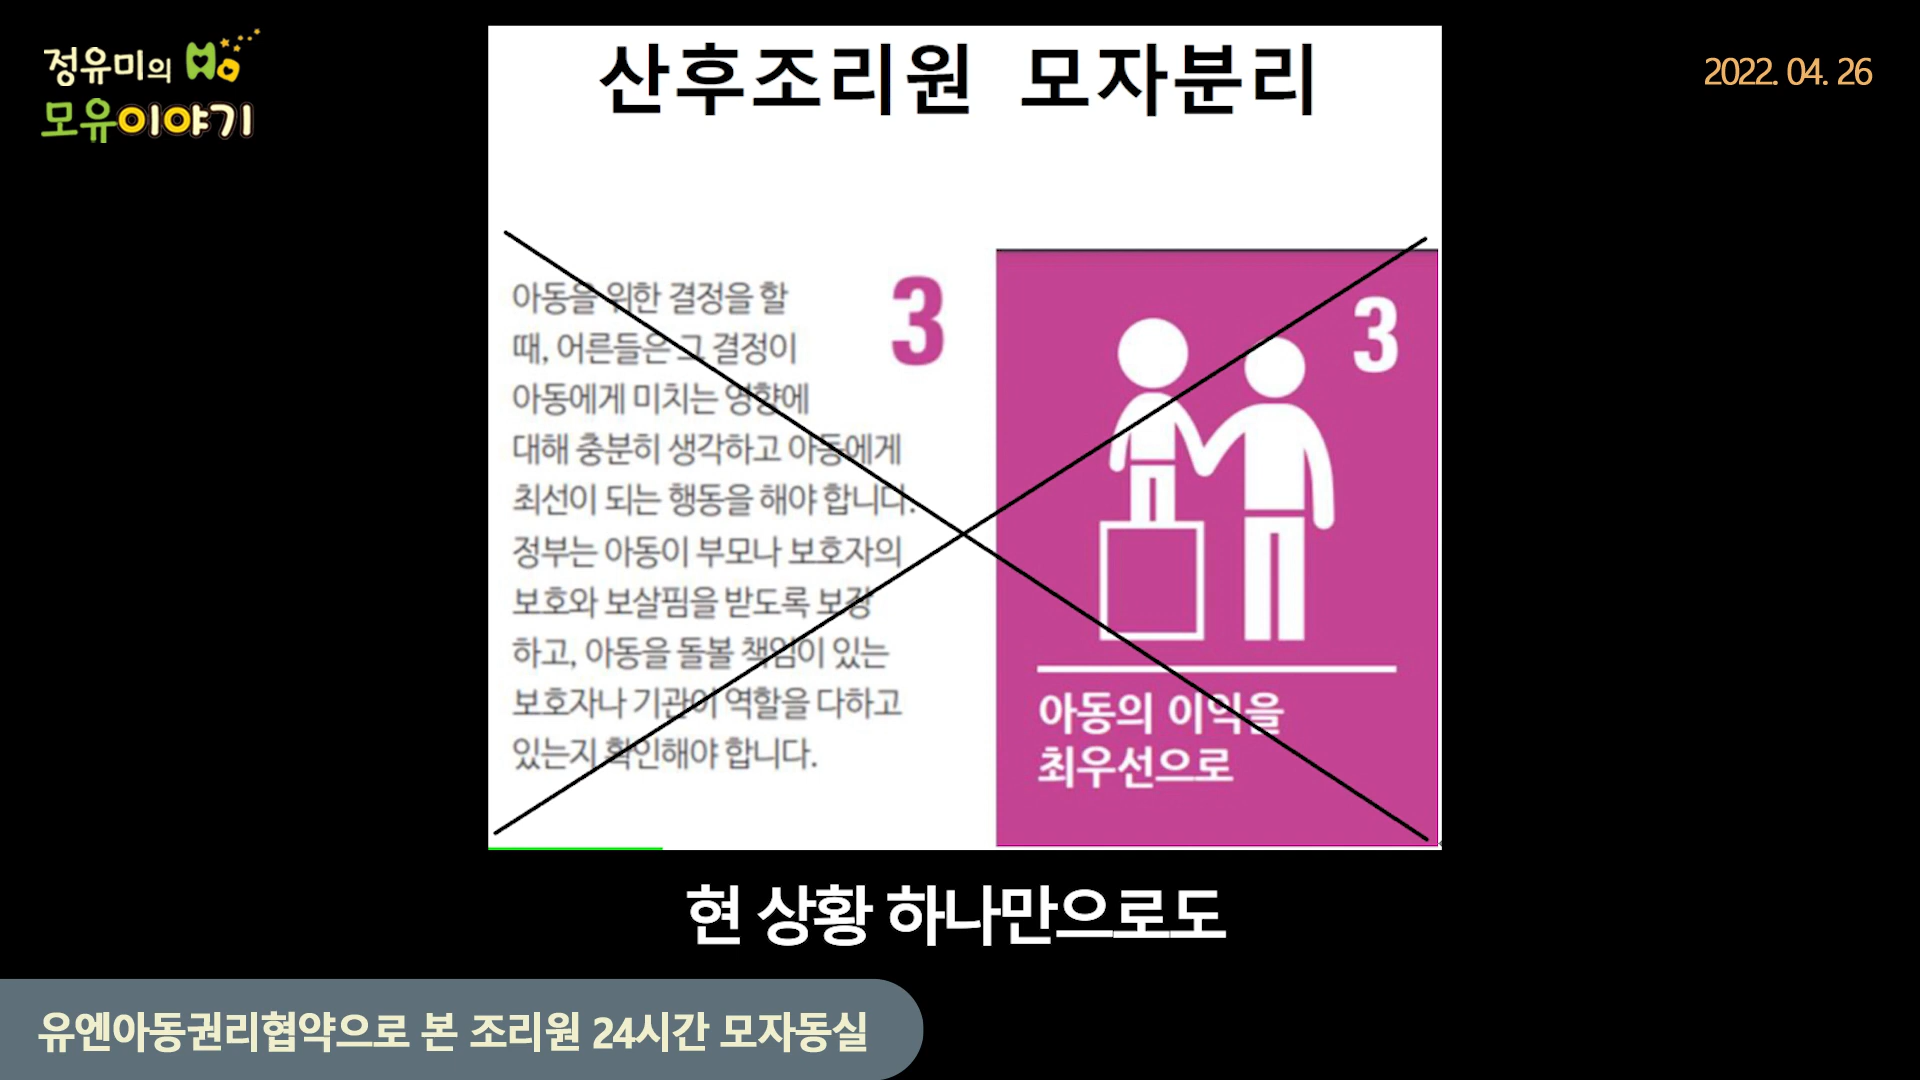 정유미의
모유이야기
2022. 04. 26
산후조리원 모자분리
아동을 위한 결정을 할
때, 어른들은 그 결정이
아동에게 미치는 영향에
대해 충분히 생각하고 아동에게
최선이 되는 행동을 해야 합니다.
정부는 아동이 부모나 보호자의
보호와 보살핌을 받도록 보장
하고, 아동을 돌볼 책임이 있는
보호자나 기관이 역할을 다하고
있는지 확인해야 합니다.
3
3
아동의 이익을
최우선으로
현 상황 하나만으로도
유엔아동권리협약으로 본 조리원 24시간 모자동실